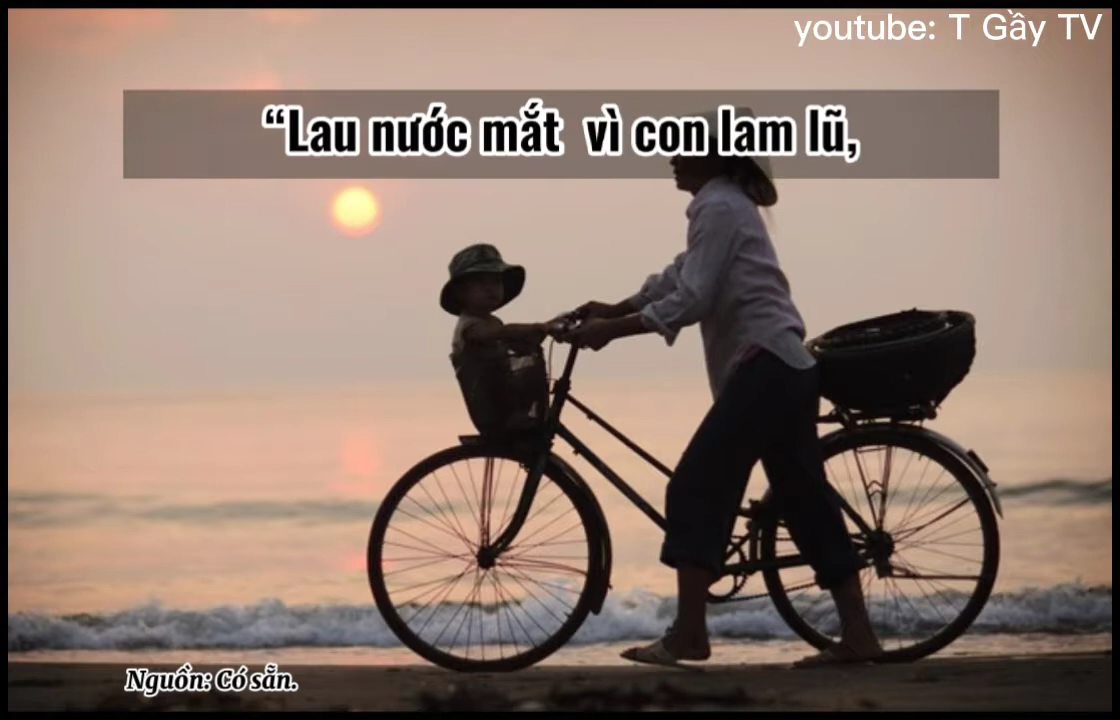 youtube: T Gầy TV
“Lau nước mắt vì con lam lũ,
Nguồn: Có sẵn.